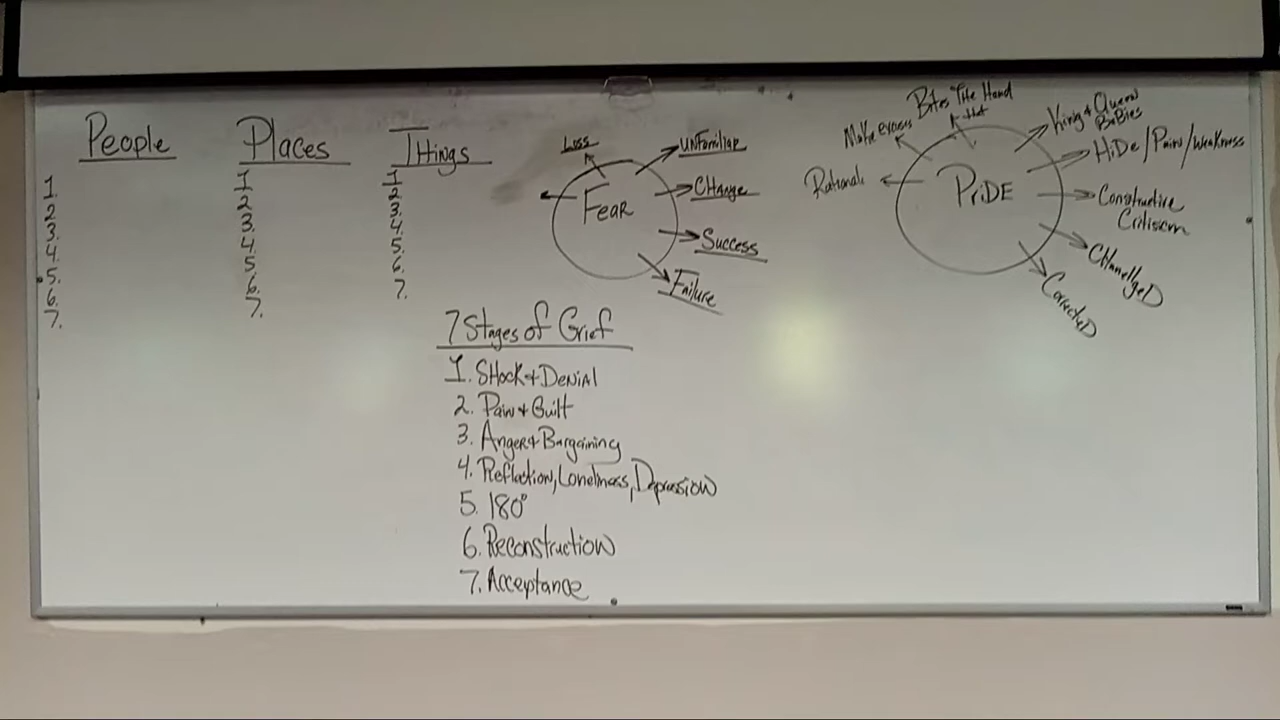 People
1.
2.
3.
4.
5.
6.
7.
Places
1
2
3.
4.
5.
6.
7.
Things
1
2
3.
4.
5.
6.
7.
Fear
Loss
Unfamiliar
CHange
Success
Failure
PriDE
Rationali
Make excuses
Bites The Hand
that
King & Queen
Babies
HiDe/Pain/Weakness
Constructive
Critiscm
CHanellgeD
CorrecteD
7 Stages of Grief
1. SHock + Denial
2. Pain + Guilt
3. Anger + Bargaining
4. Reflection, Loneliness, Depression
5. 180°
6. Reconstruction
7. Acceptance